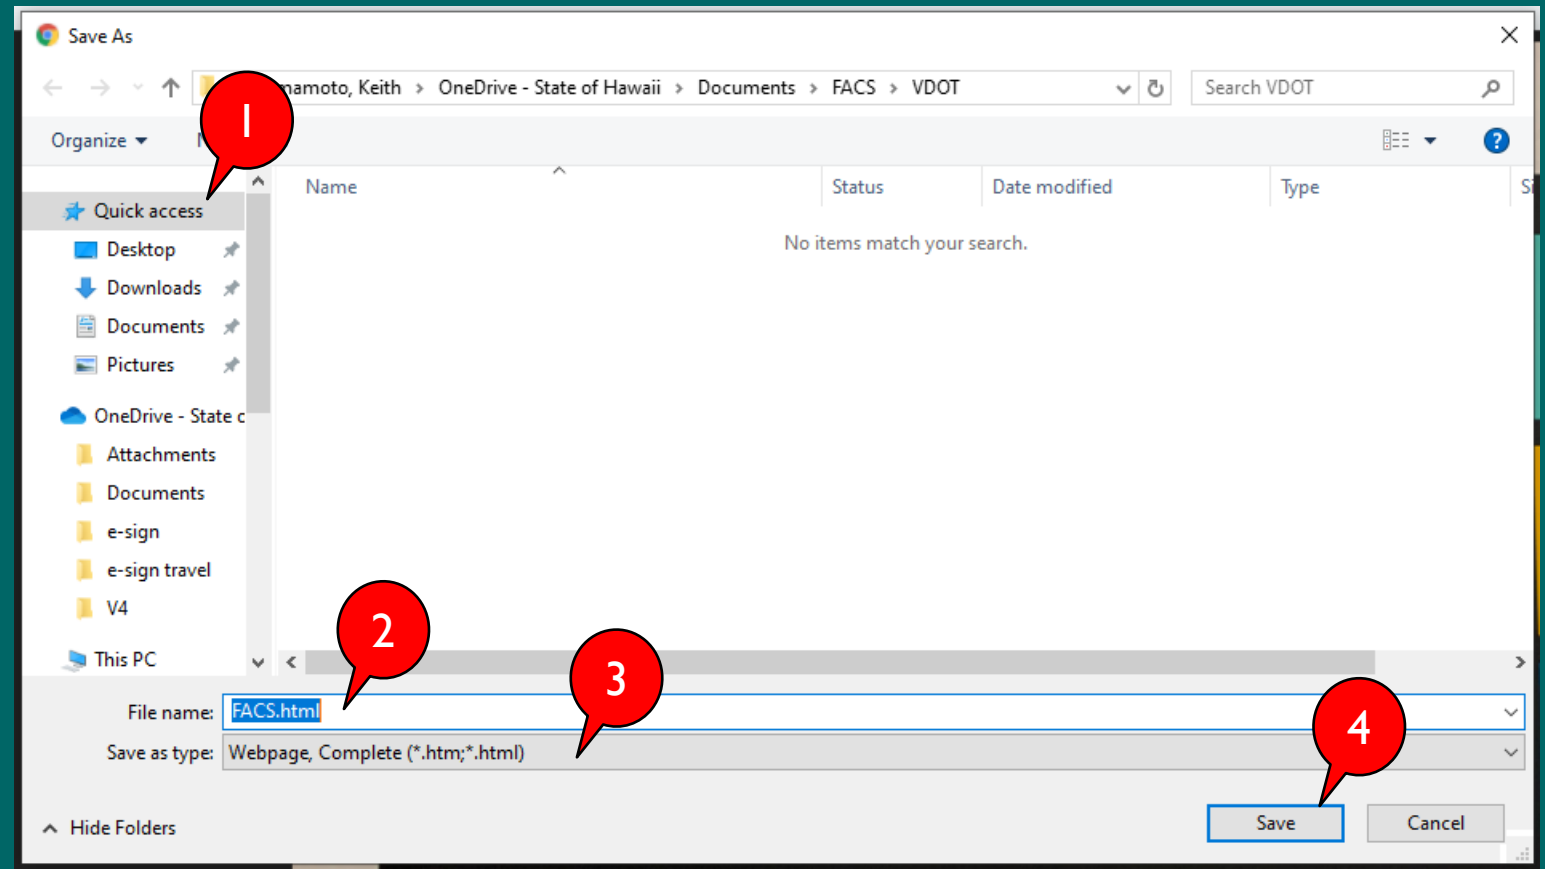 Save As
mamoto, Keith > OneDrive - State of Hawaii > Documents > FACS > VDOT
Search VDOT
1
Organize
Name
Status
Date modified
Type
Quick access
No items match your search.
Desktop
Downloads
Documents
Pictures
OneDrive - State
Attachments
Documents
e-sign
e-sign travel
V4
2
This PC
3
File name: FACS.html
4
Save as type: Webpage, Complete (*.htm;*.html)
Hide Folders
Save
Cancel